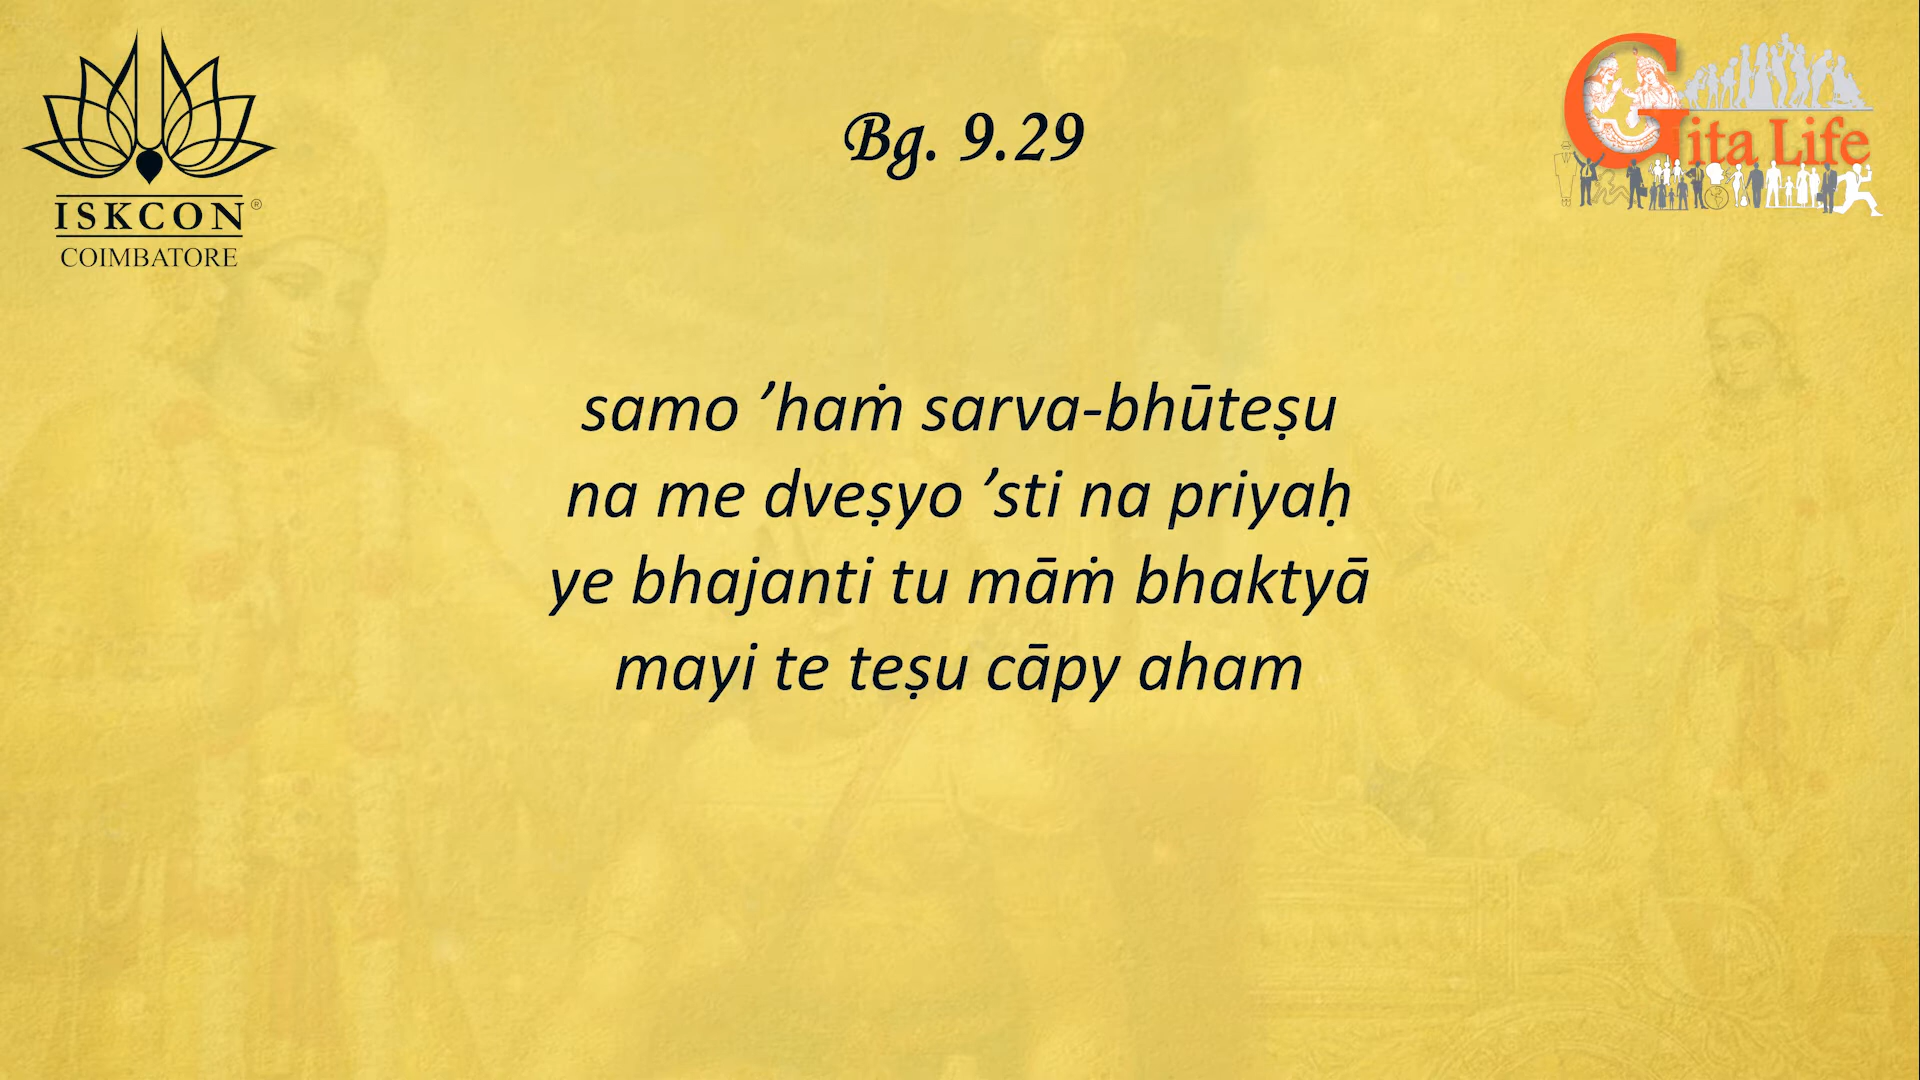 ISKCON®
COIMBATORE
Bg. 9.29
Gita Life
samo ’haṁ sarva-bhūteṣu
na me dveṣyo ’sti na priyaḥ
ye bhajanti tu māṁ bhaktyā
mayi te teṣu cāpy aham